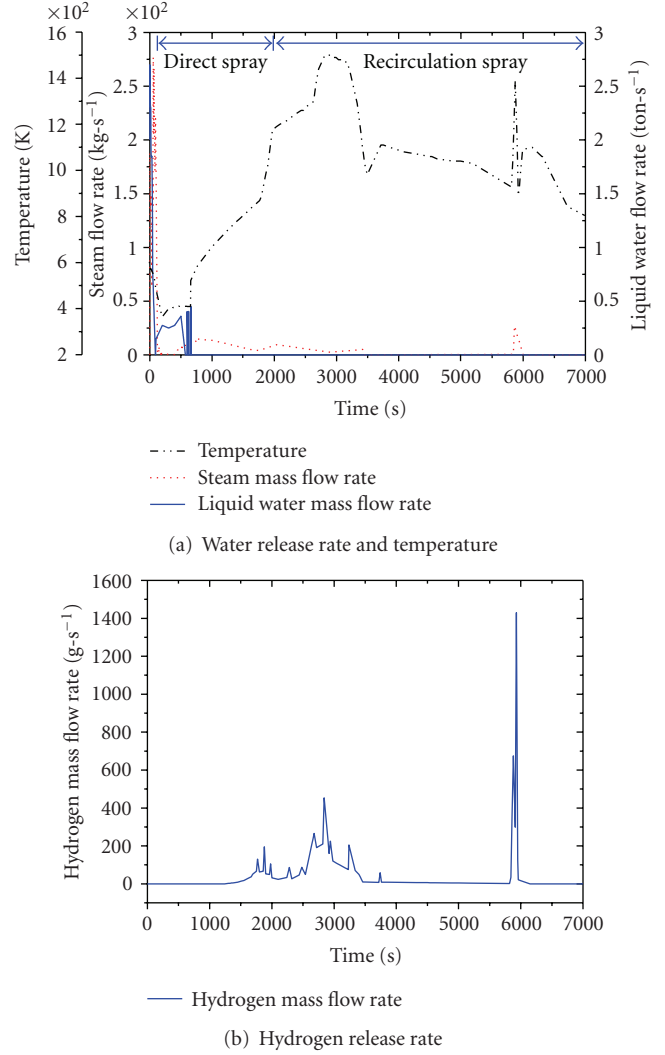 ×10²
×10²
16
14
12
10
8
6
4
2
Temperature (K)
3
2.5
2
1.5
1
0.5
0
Steam flow rate (kg-s⁻¹)
Direct spray
Recirculation spray
3
2.5
2
1.5
1
0.5
0
Liquid water flow rate (ton-s⁻¹)
0 1000 2000 3000 4000 5000 6000 7000
Time (s)
Temperature
Steam mass flow rate
Liquid water mass flow rate
(a) Water release rate and temperature
1600
1400
1200
1000
800
600
400
200
0
Hydrogen mass flow rate (g-s⁻¹)
0 1000 2000 3000 4000 5000 6000 7000
Time (s)
Hydrogen mass flow rate
(b) Hydrogen release rate